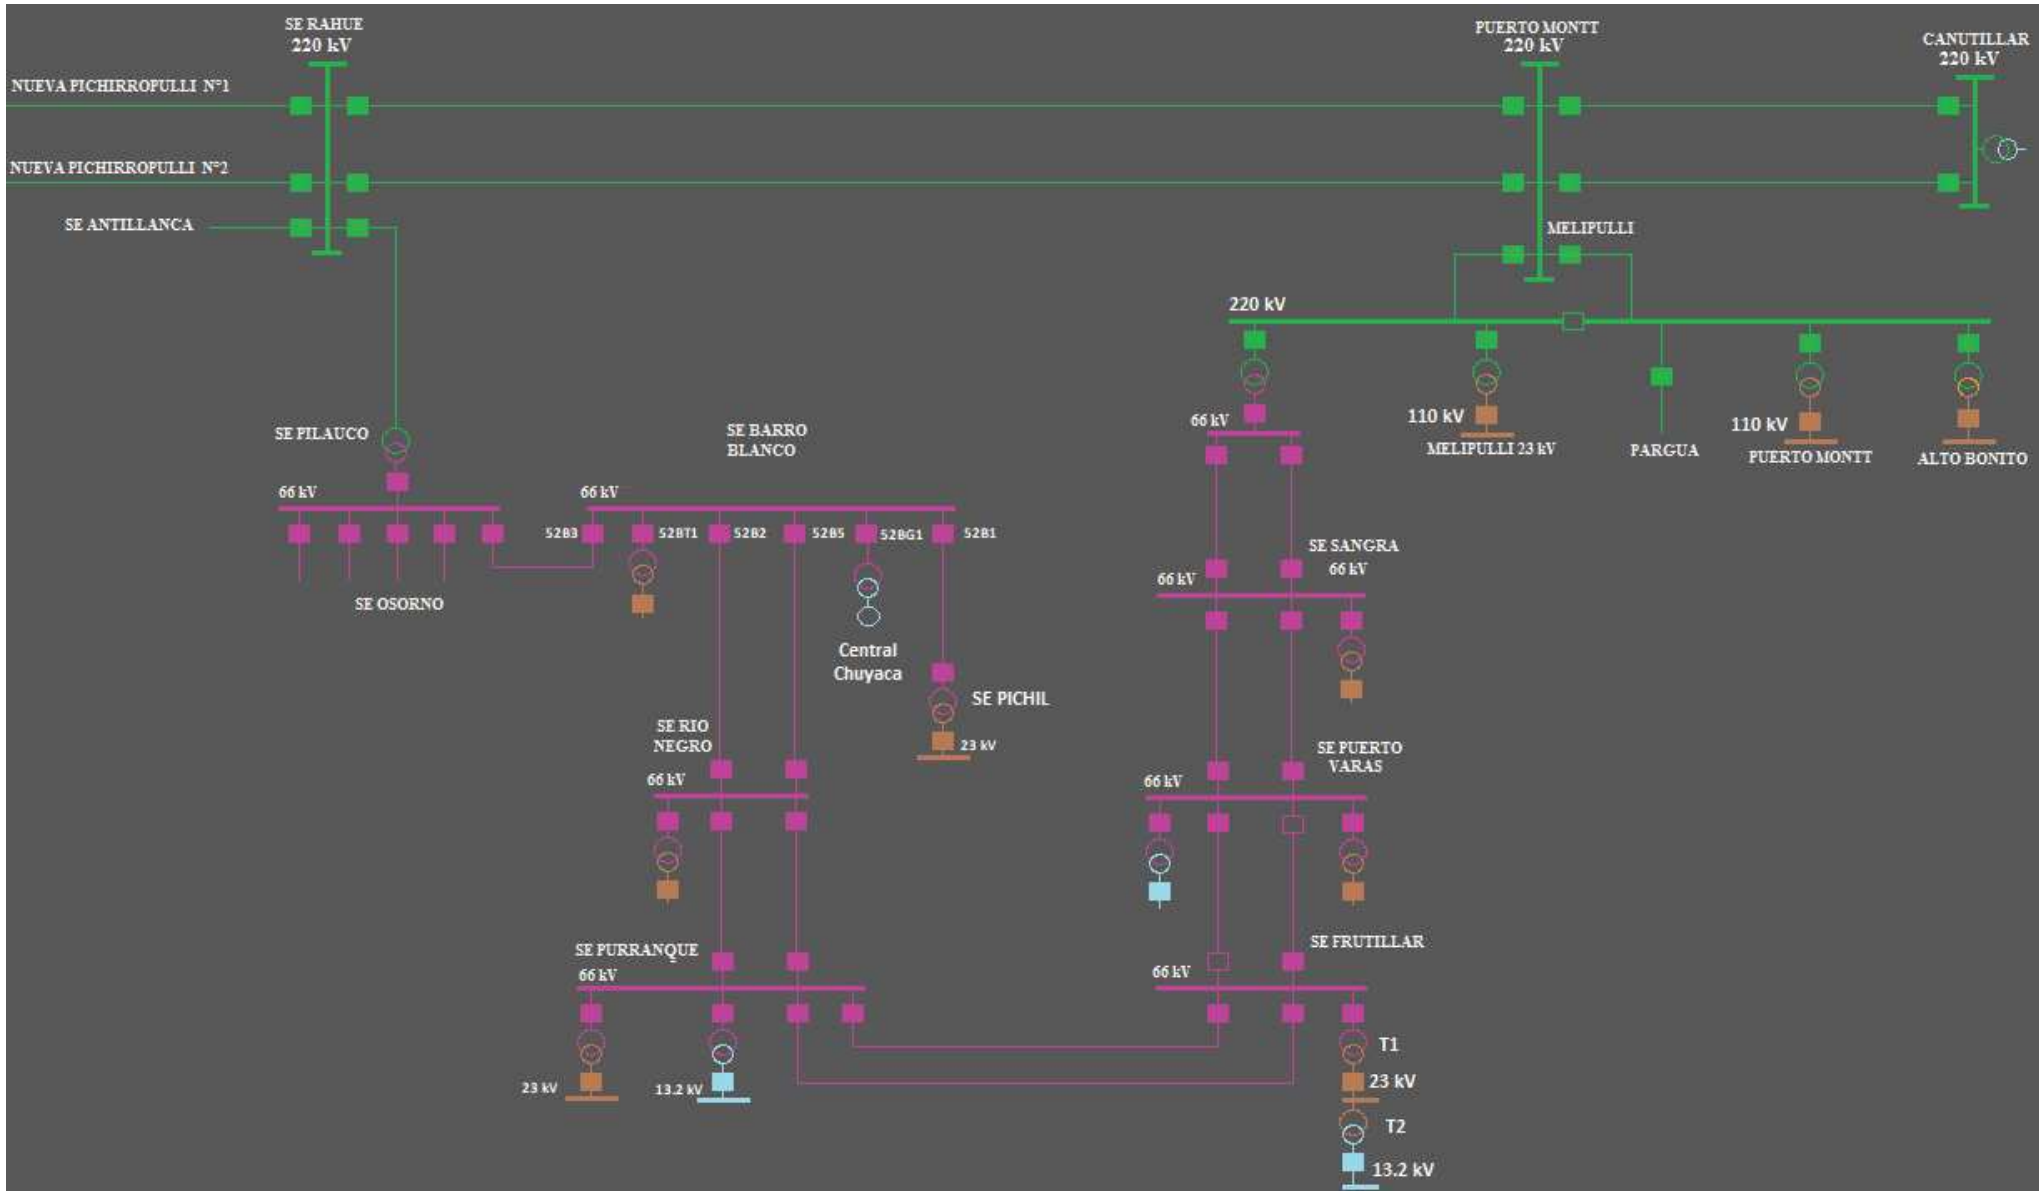 SE RAHUE
220 kV
PUERTO MONTT
220 kV
CANUTILLAR
220 kV
NUEVA PICHIRROPULLI N°1
NUEVA PICHIRROPULLI N°2
SE ANTILLANCA
MELIPULLI
220 kV
SE PILAUCO
66 kV
SE BARRO
BLANCO
66 kV
66 kV
110 kV
MELIPULLI 23 kV
PARGUA
110 kV
PUERTO MONTT
ALTO BONITO
52B3
52BT1
52B2
52B5
52BG1
52B1
SE OSORNO
SE SANGRA
66 kV
66 kV
Central
Chuyaca
SE PICHIL
23 kV
SE RIO
NEGRO
66 kV
SE PUERTO
VARAS
66 kV
SE PURRANQUE
66 kV
SE FRUTILLAR
66 kV
23 kV
13.2 kV
T1
23 kV
T2
13.2 kV